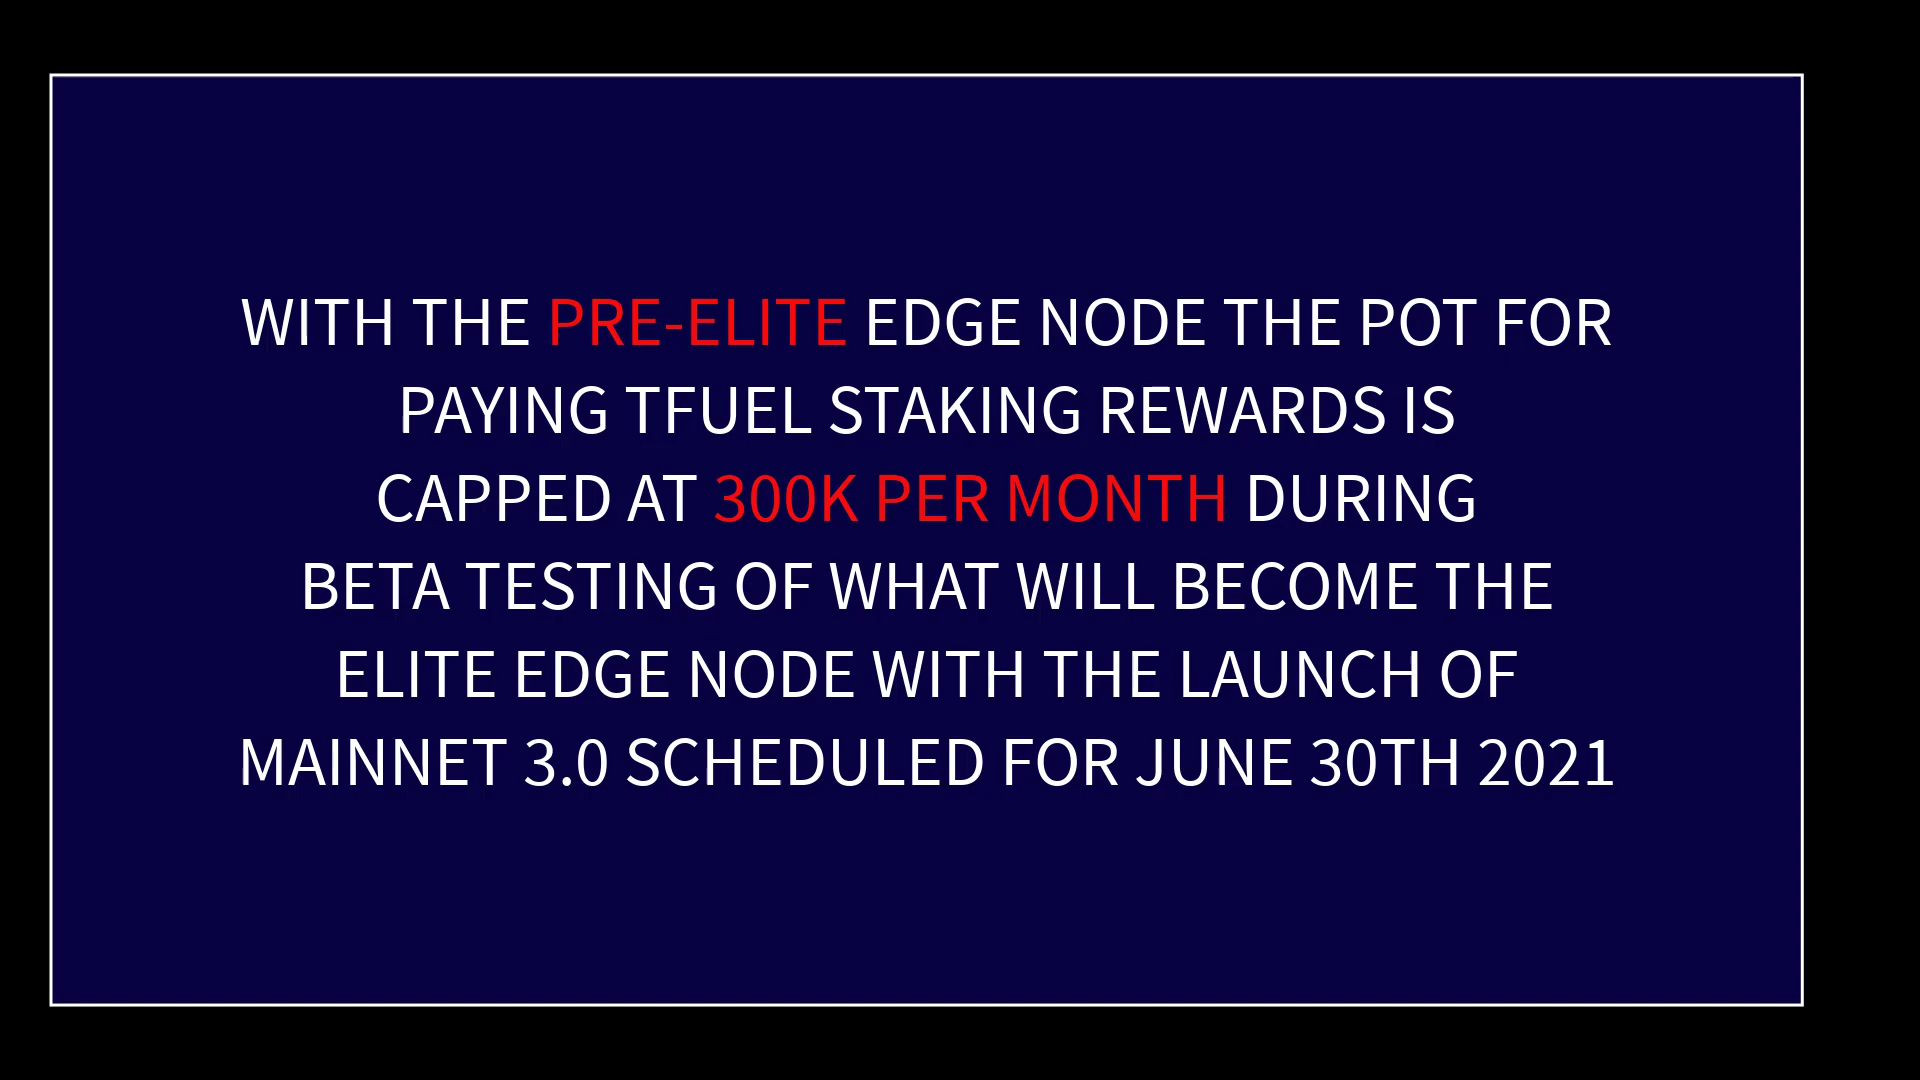 WITH THE PRE-ELITE EDGE NODE THE POT FOR
PAYING TFUEL STAKING REWARDS IS
CAPPED AT 300K PER MONTH DURING
BETA TESTING OF WHAT WILL BECOME THE
ELITE EDGE NODE WITH THE LAUNCH OF
MAINNET 3.0 SCHEDULED FOR JUNE 30TH 2021